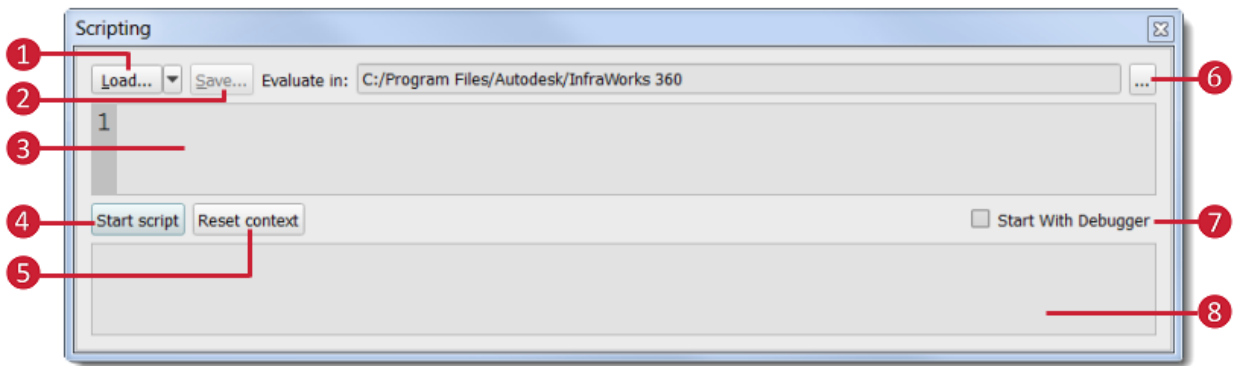 Scripting
1
Load... Save... Evaluate in: C:/Program Files/Autodesk/InfraWorks 360 ... 6
2
1
3
4 Start script Reset context Start With Debugger 7
5
8